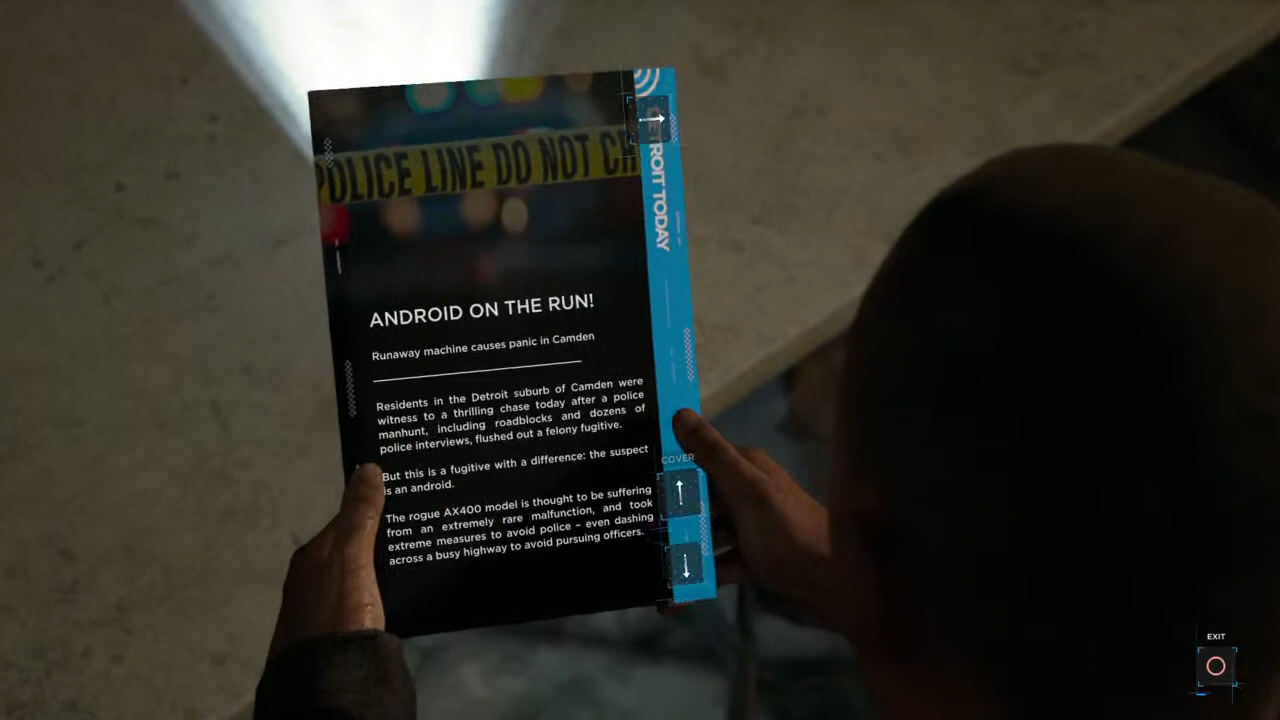 POLICE LINE DO NOT CR
DETROIT TODAY
ANDROID ON THE RUN!
Runaway machine causes panic in Camden
Residents in the Detroit suburb of Camden were
witness to a thrilling chase today after a police
manhunt, including roadblocks and dozens of
police interviews, flushed out a felony fugitive.
But this is a fugitive with a difference: the suspect
is an android.
The rogue AX400 model is thought to be suffering
from an extremely rare malfunction, and took
extreme measures to avoid police – even dashing
across a busy highway to avoid pursuing officers.
COVER
EXIT